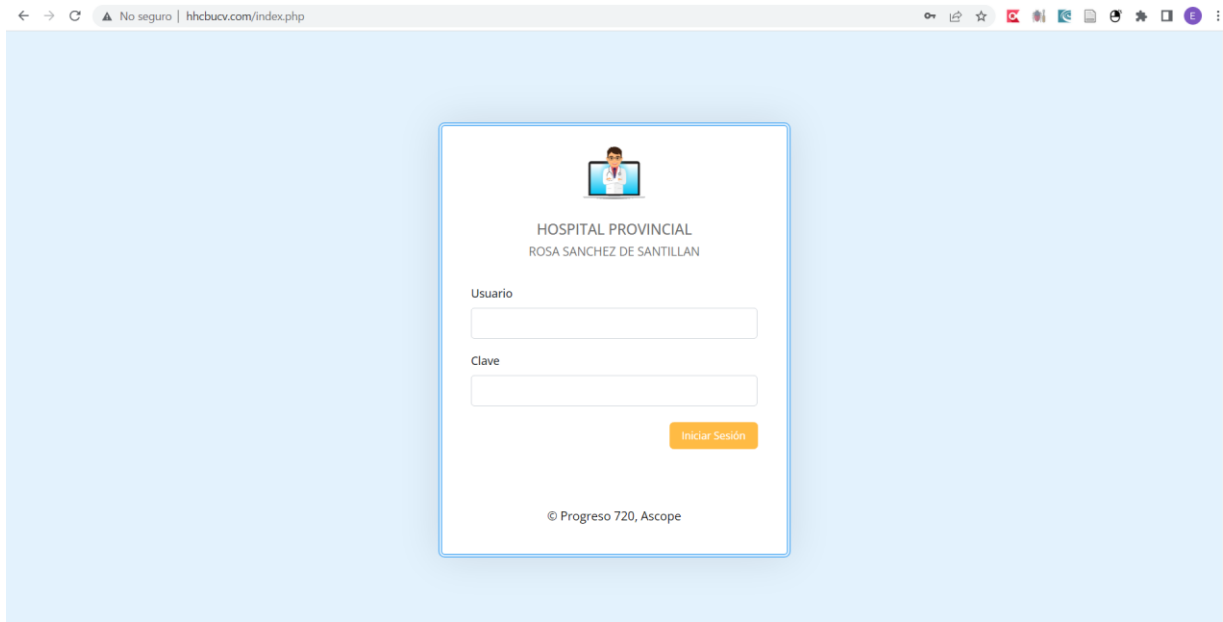 No seguro | hhcbucv.com/index.php
E
HOSPITAL PROVINCIAL
ROSA SANCHEZ DE SANTILLAN
Usuario
Clave
Iniciar Sesión
© Progreso 720, Ascope